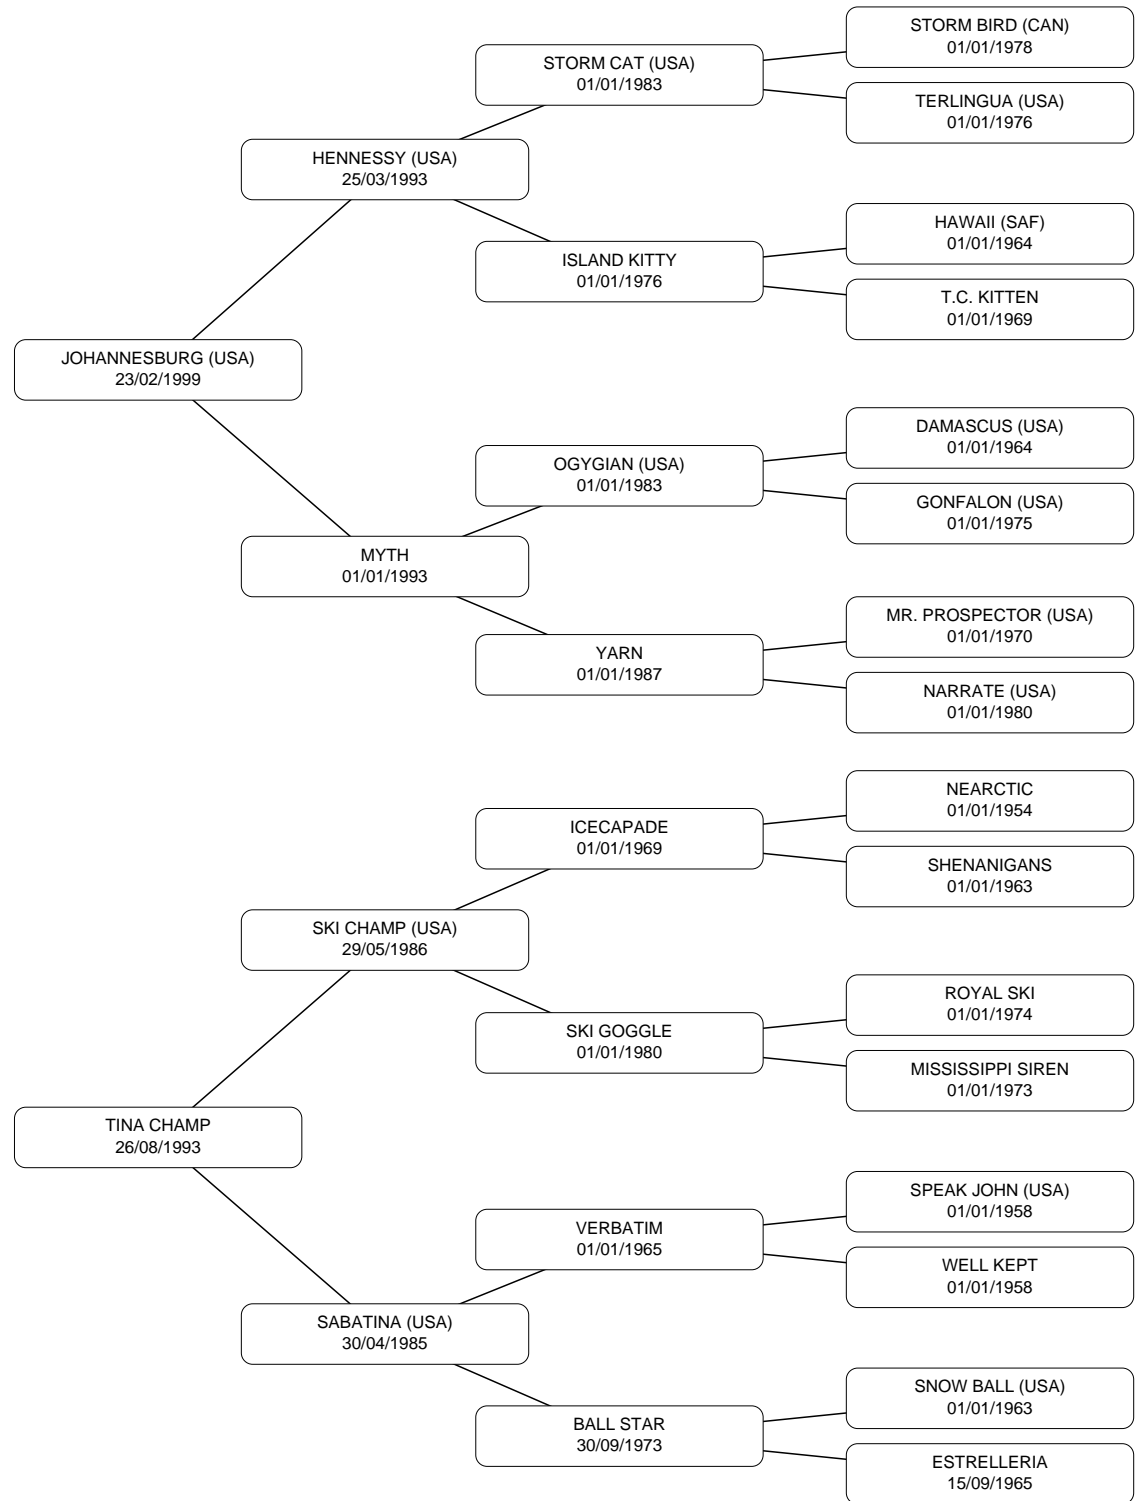 STORM BIRD (CAN)
01/01/1978
STORM CAT (USA)
01/01/1983
TERLINGUA (USA)
01/01/1976
HENNESSY (USA)
25/03/1993
HAWAII (SAF)
01/01/1964
ISLAND KITTY
01/01/1976
T.C. KITTEN
01/01/1969
JOHANNESBURG (USA)
23/02/1999
DAMASCUS (USA)
01/01/1964
OGYGIAN (USA)
01/01/1983
GONFALON (USA)
01/01/1975
MYTH
01/01/1993
MR. PROSPECTOR (USA)
01/01/1970
YARN
01/01/1987
NARRATE (USA)
01/01/1980
NEARCTIC
01/01/1954
ICECAPADE
01/01/1969
SHENANIGANS
01/01/1963
SKI CHAMP (USA)
29/05/1986
ROYAL SKI
01/01/1974
SKI GOGGLE
01/01/1980
MISSISSIPPI SIREN
01/01/1973
TINA CHAMP
26/08/1993
SPEAK JOHN (USA)
01/01/1958
VERBATIM
01/01/1965
WELL KEPT
01/01/1958
SABATINA (USA)
30/04/1985
SNOW BALL (USA)
01/01/1963
BALL STAR
30/09/1973
ESTRELLERIA
15/09/1965